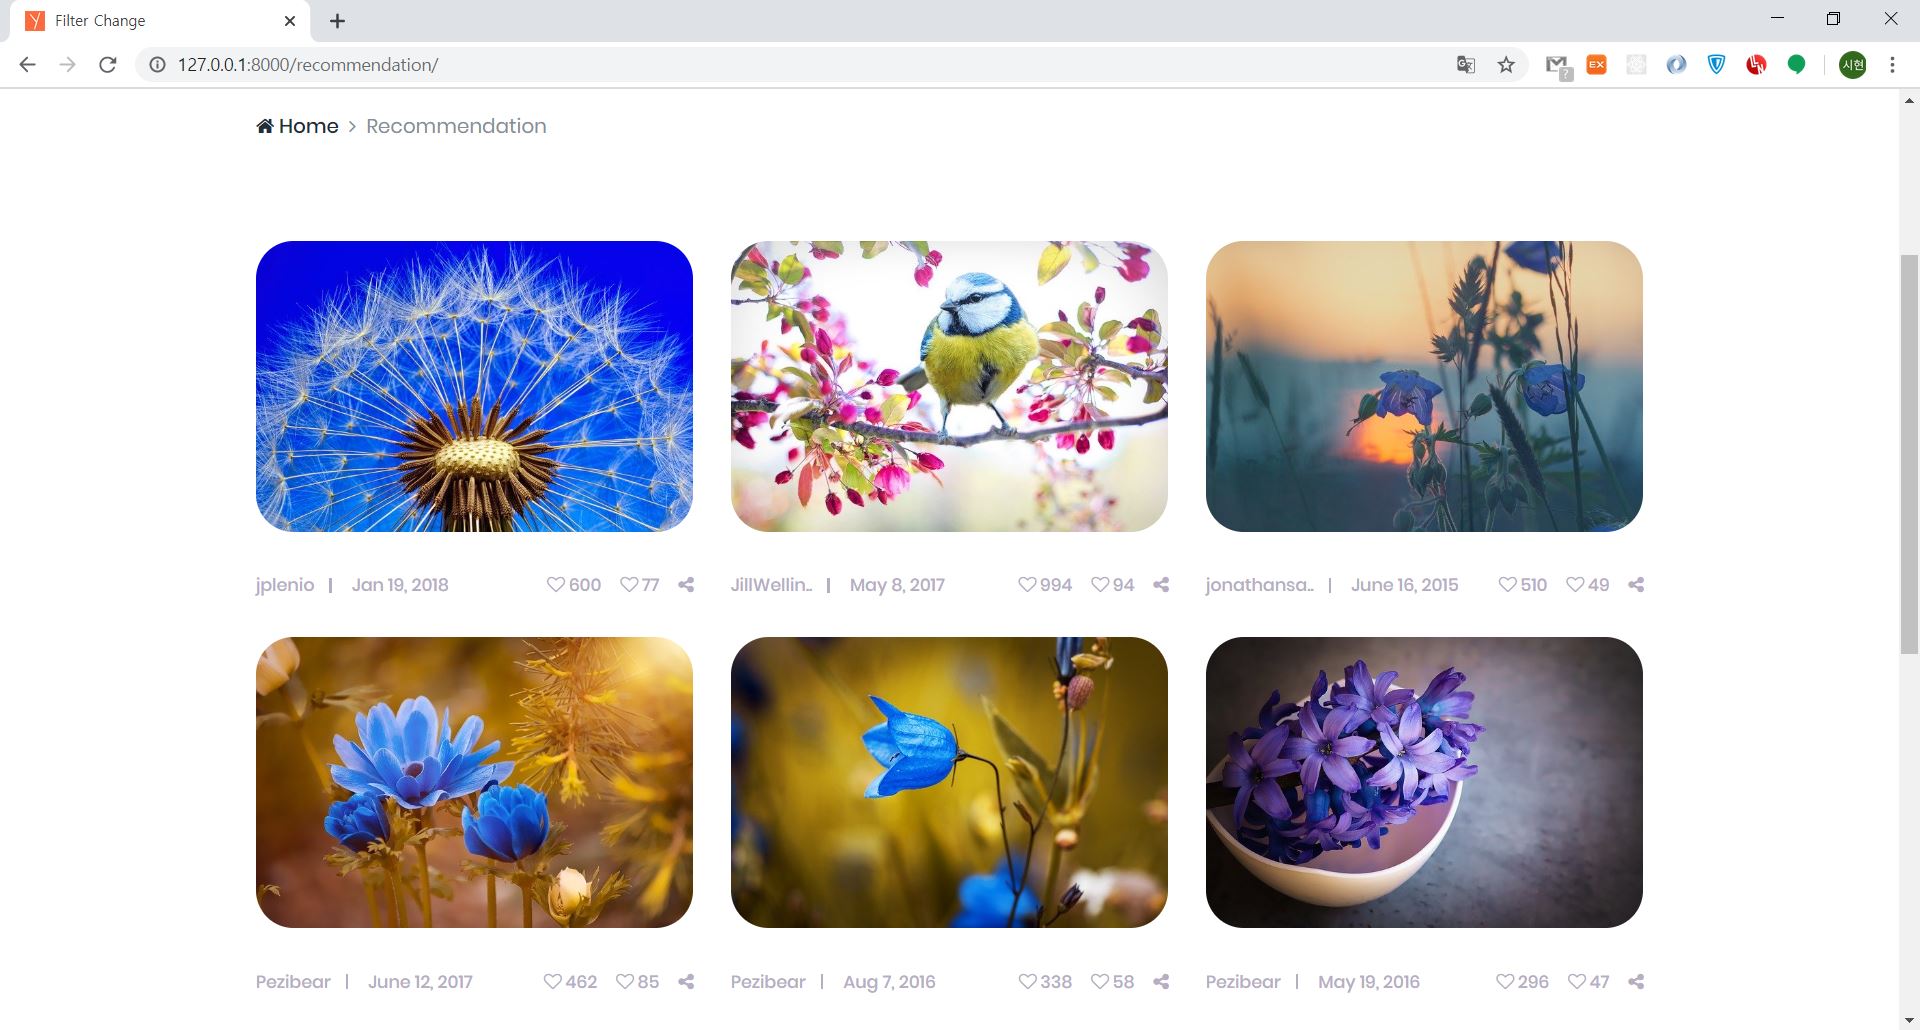 Filter Change
127.0.0.1:8000/recommendation/
EX
?
시현
Home > Recommendation
jplenio | Jan 19, 2018 600 77
JillWellin.. | May 8, 2017 994 94
jonathansa.. | June 16, 2015 510 49
Pezibear | June 12, 2017 462 85
Pezibear | Aug 7, 2016 338 58
Pezibear | May 19, 2016 296 47